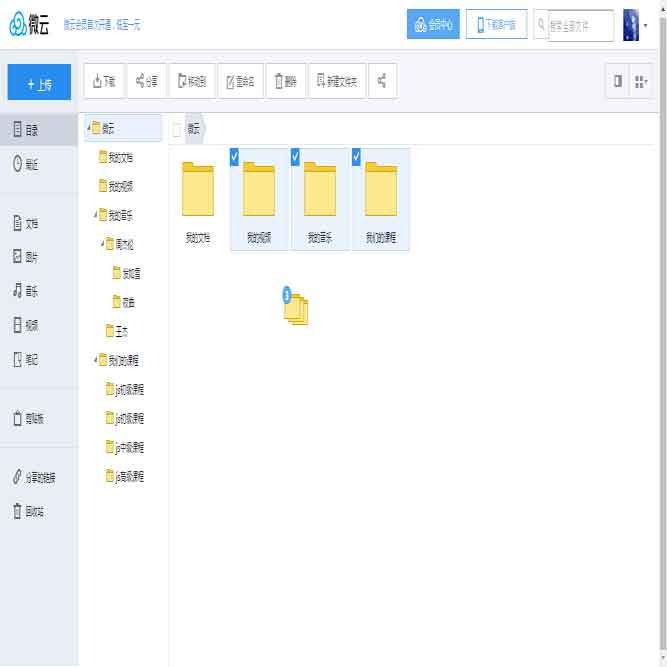 微云
微云会员首次开通，低至一元
会员中心
下载客户端
搜索全部文件
+ 上传
下载
分享
移动到
重命名
删除
新建文件夹
目录
最近
文档
图片
音乐
视频
笔记
剪贴板
分享的链接
回收站
微云
我的文档
我的视频
我的音乐
周杰伦
发如雪
夜曲
王杰
我们的课程
js初级课程
js初级课程
js中级课程
js高级课程
微云
我的文档
我的视频
我的音乐
我们的课程
3